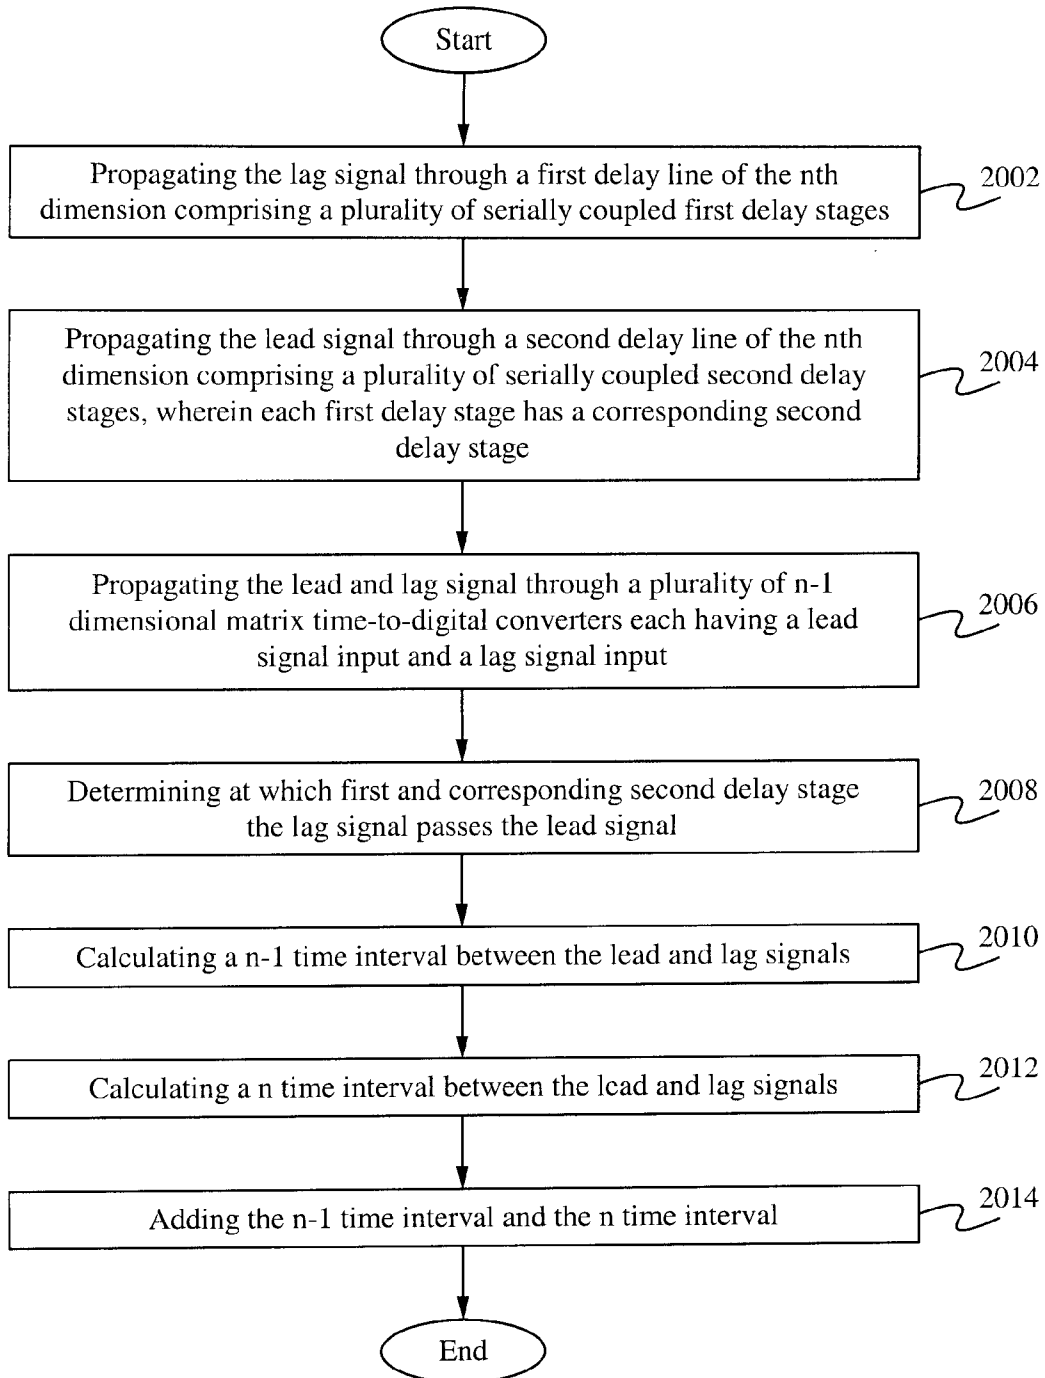 Start
Propagating the lag signal through a first delay line of the nth
dimension comprising a plurality of serially coupled first delay stages
2002
Propagating the lead signal through a second delay line of the nth
dimension comprising a plurality of serially coupled second delay
stages, wherein each first delay stage has a corresponding second
delay stage
2004
Propagating the lead and lag signal through a plurality of n-1
dimensional matrix time-to-digital converters each having a lead
signal input and a lag signal input
2006
Determining at which first and corresponding second delay stage
the lag signal passes the lead signal
2008
Calculating a n-1 time interval between the lead and lag signals
2010
Calculating a n time interval between the lead and lag signals
2012
Adding the n-1 time interval and the n time interval
2014
End